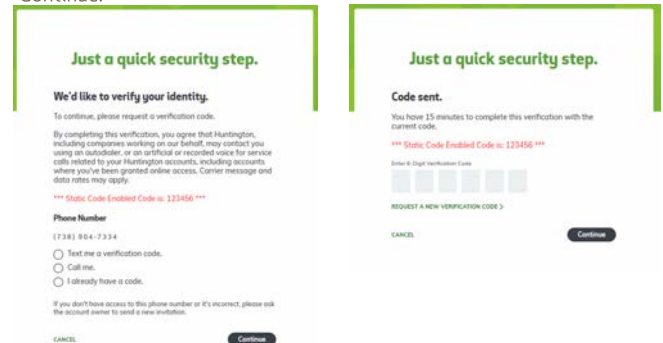 Continue.
Just a quick security step.
We'd like to verify your identity.
To continue, please request a verification code.
By completing this verification, you agree that Huntington,
including companies working on our behalf, may contact you
using an autodialer, or an artificial or recorded voice for service
calls related to your Huntington accounts, including accounts
where you've been granted online access. Carrier message and
data rates may apply.
*** Static Code Enabled Code is: 123456 ***
Phone Number
(738) 904-7334
Text me a verification code.
Call me.
I already have a code.
If you don't have access to this phone number or it's incorrect, please ask
the account owner to send a new invitation.
CANCEL
Continue
Just a quick security step.
Code sent.
You have 15 minutes to complete this verification with the
current code.
*** Static Code Enabled Code is: 123456 ***
Enter 6-Digit Verification Code
REQUEST A NEW VERIFICATION CODE >
CANCEL
Continue